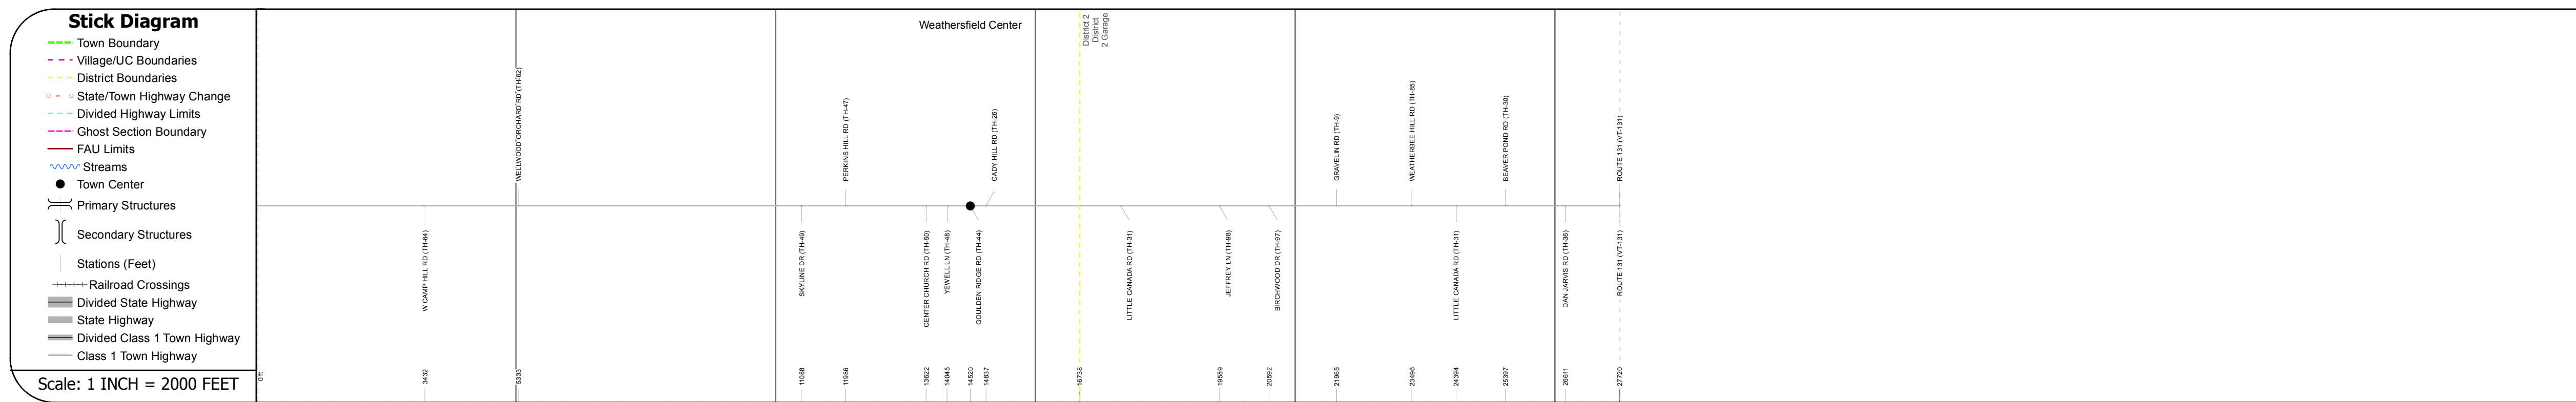 Stick Diagram
Town Boundary
Village/UC Boundaries
District Boundaries
State/Town Highway Change
Divided Highway Limits
Ghost Section Boundary
FAU Limits
Streams
Town Center
Primary Structures
Secondary Structures
Stations (Feet)
Railroad Crossings
Divided State Highway
State Highway
Divided Class 1 Town Highway
Class 1 Town Highway
Scale: 1 INCH = 2000 FEET
Weathersfield Center
District 2
District
2 Garage
WELLWOOD ORCHARD RD (TH-62)
PERKINS HILL RD (TH-47)
CADY HILL RD (TH-26)
GRAVELIN RD (TH-9)
WEATHERBEE HILL RD (TH-85)
BEAVER POND RD (TH-30)
ROUTE 131 (VT-131)
W CAMP HILL RD (TH-64)
SKYLINE DR (TH-49)
CENTER CHURCH RD (TH-50)
YEWELL LN (TH-48)
GOULDEN RIDGE RD (TH-44)
LITTLE CANADA RD (TH-31)
JEFFREY LN (TH-98)
BIRCHWOOD DR (TH-97)
LITTLE CANADA RD (TH-31)
DAN JARVIS RD (TH-36)
ROUTE 131 (VT-131)
0 ft
3432
5333
11088
11986
13622
14045
14520
14837
16738
19589
20592
21965
23496
24394
25397
26611
27720